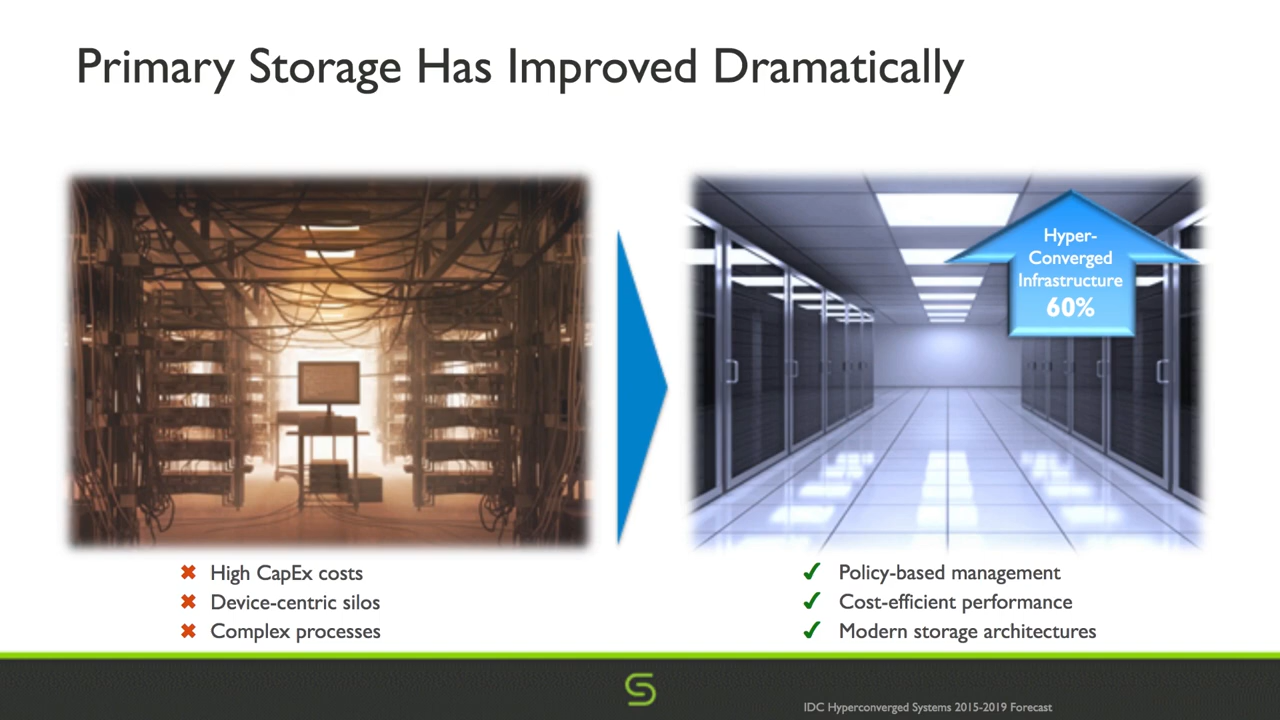 Primary Storage Has Improved Dramatically
Hyper-
Converged
Infrastructure
60%
✖ High CapEx costs
✖ Device-centric silos
✖ Complex processes
✔ Policy-based management
✔ Cost-efficient performance
✔ Modern storage architectures
IDC Hyperconverged Systems 2015-2019 Forecast